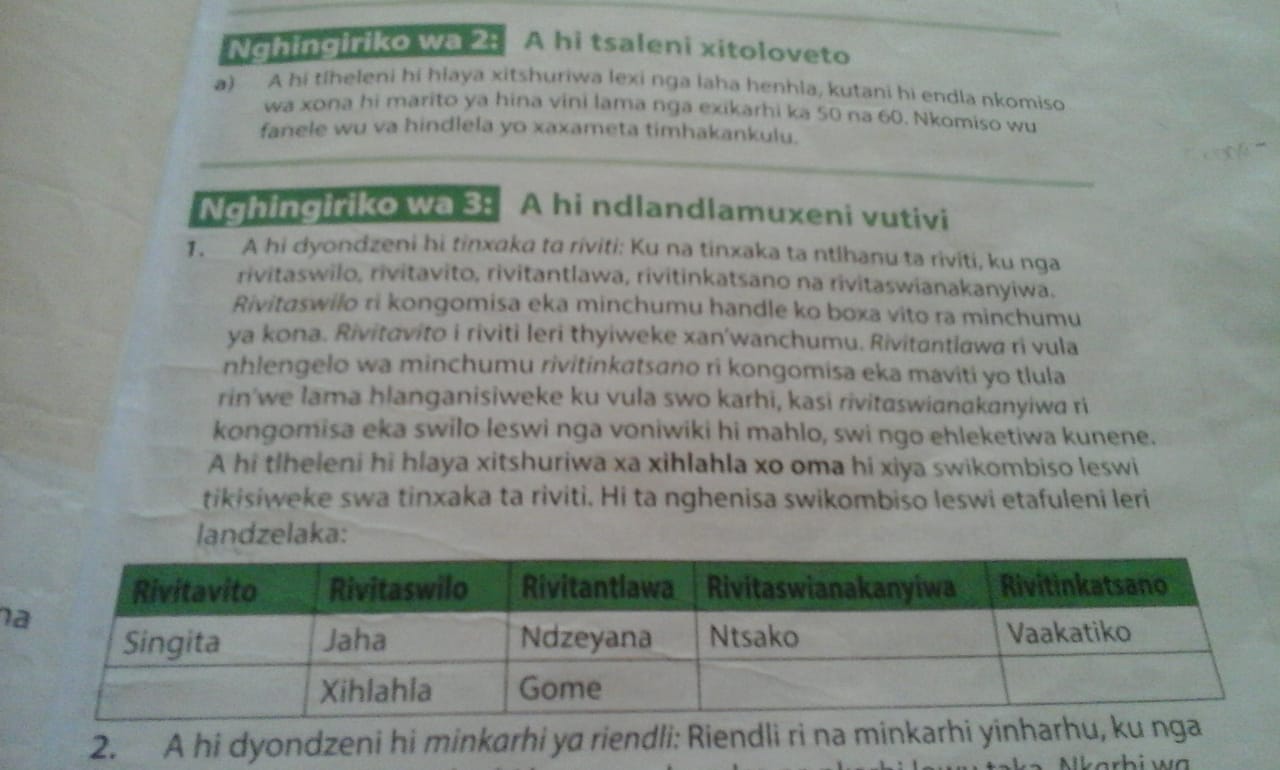 Nghingiriko wa 2: A hi tsaleni xitoloveto
a) A hi tlheleni hi hlaya xitshuriwa lexi nga laha henhla, kutani hi endla nkomiso
wa xona hi marito ya hina vini lama nga exikarhi ka 50 na 60. Nkomiso wu
fanele wu va hindlela yo xaxameta timhakankulu.
Nghingiriko wa 3: A hi ndlandlamuxeni vutivi
1. A hi dyondzeni hi tinxaka ta riviti: Ku na tinxaka ta ntlhanu ta riviti, ku nga
rivitaswilo, rivitavito, rivitantlawa, rivitinkatsano na rivitaswianakanyiwa.
Rivitaswilo ri kongomisa eka minchumu handle ko boxa vito ra minchumu
ya kona. Rivitavito i riviti leri thyiweke xan'wanchumu. Rivitantlawa ri vula
nhlengelo wa minchumu rivitinkatsano ri kongomisa eka maviti yo tlula
rin'we lama hlanganisiweke ku vula swo karhi, kasi rivitaswianakanyiwa ri
kongomisa eka swilo leswi nga voniwiki hi mahlo, swi ngo ehleketiwa kunene.
A hi tlheleni hi hlaya xitshuriwa xa xihlahla xo oma hi xiya swikombiso leswi
tikisiweke swa tinxaka ta riviti. Hi ta nghenisa swikombiso leswi etafuleni leri
landzelaka:
Rivitavito Rivitaswilo Rivitantlawa Rivitaswianakanyiwa Rivitinkatsano
Singita Jaha Ndzeyana Ntsako Vaakatiko
Xihlahla Gome
na
2. A hi dyondzeni hi minkarhi ya riendli: Riendli ri na minkarhi yinharhu, ku nga
nkarhi lowu taka. Nkarhi wa